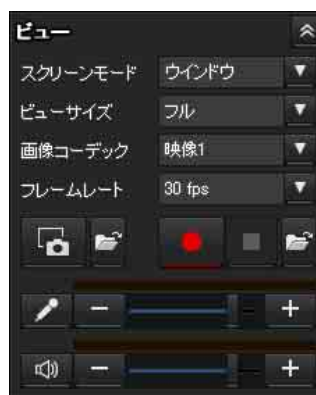 ビュー
スクリーンモード ウインドウ
ビューサイズ フル
画像コーデック 映像1
フレームレート 30 fps